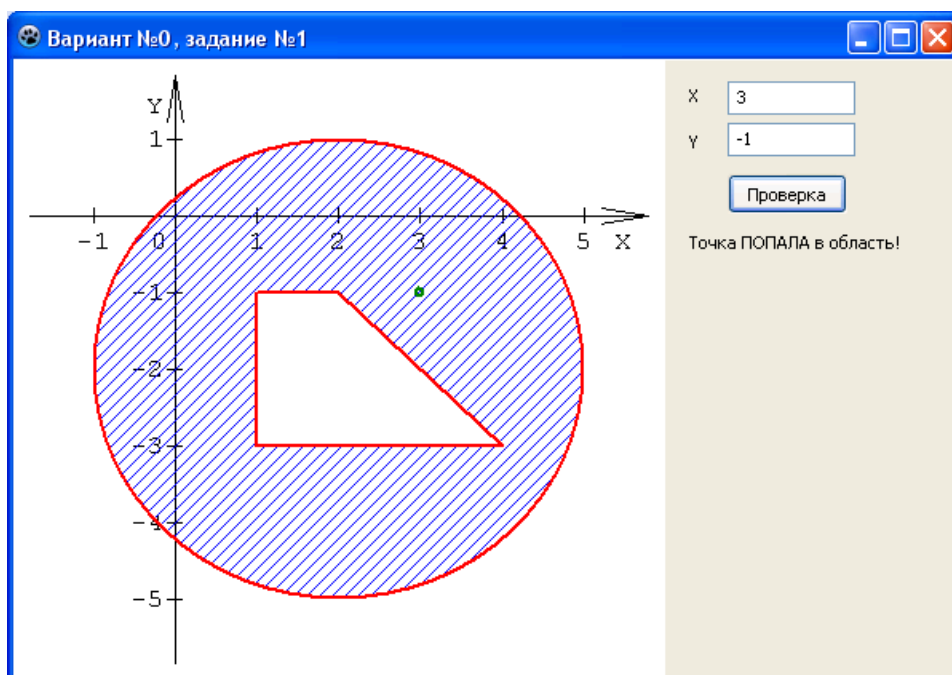 Вариант №0, задание №1
X 3
Y -1
Проверка
Точка ПОПАЛА в область!
Y
1
-1 0 1 2 3 4 5 X
-1
-2
-3
-4
-5